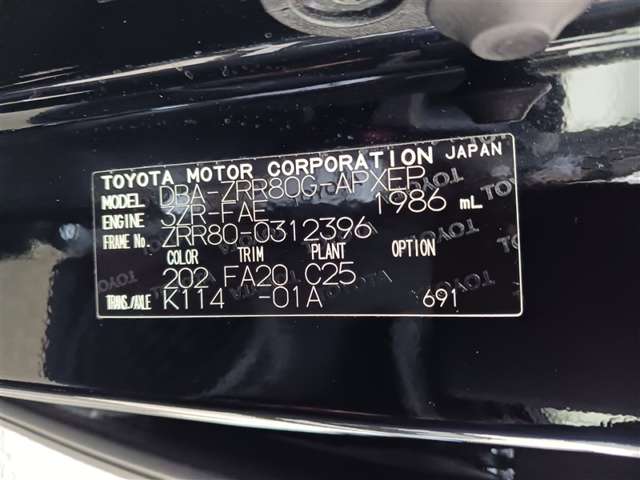 TOYOTA MOTOR CORPORATION JAPAN
MODEL DBA-ZRR80G-APXEP
ENGINE 3ZR-FAE 1986 mL
FRAME No. ZRR80-0312396
COLOR TRIM PLANT OPTION
202 FA20 C25
TRANS./AXLE K114 -01A 691